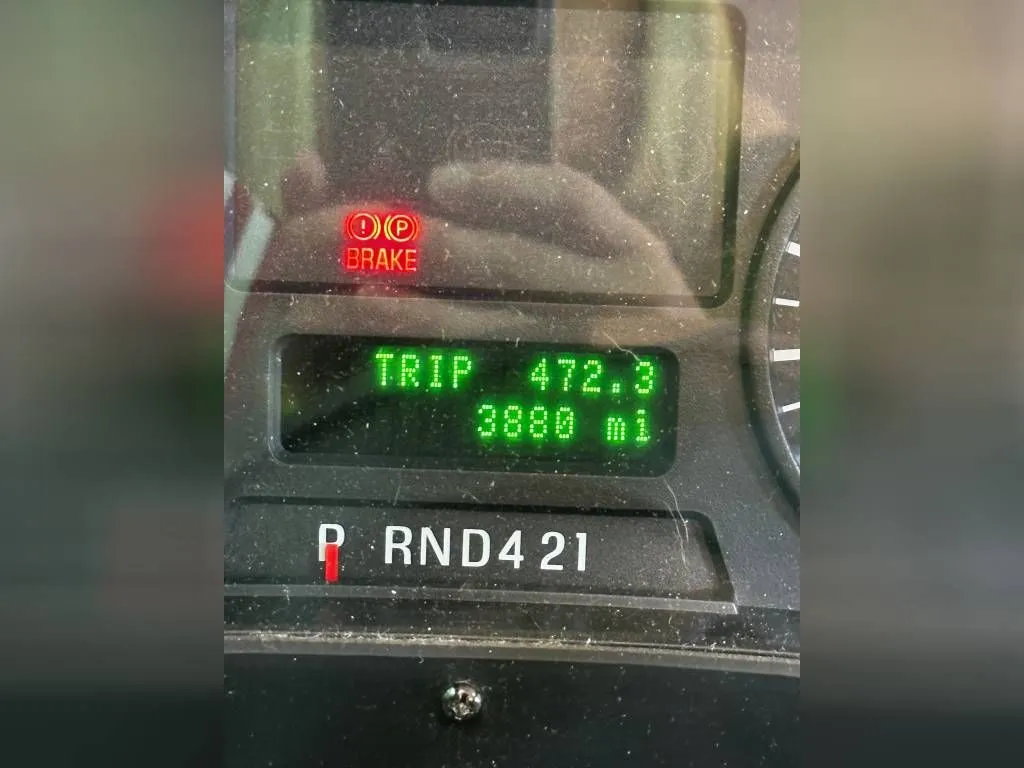 ! P
BRAKE
TRIP 472.3
3880 mi
P RND421